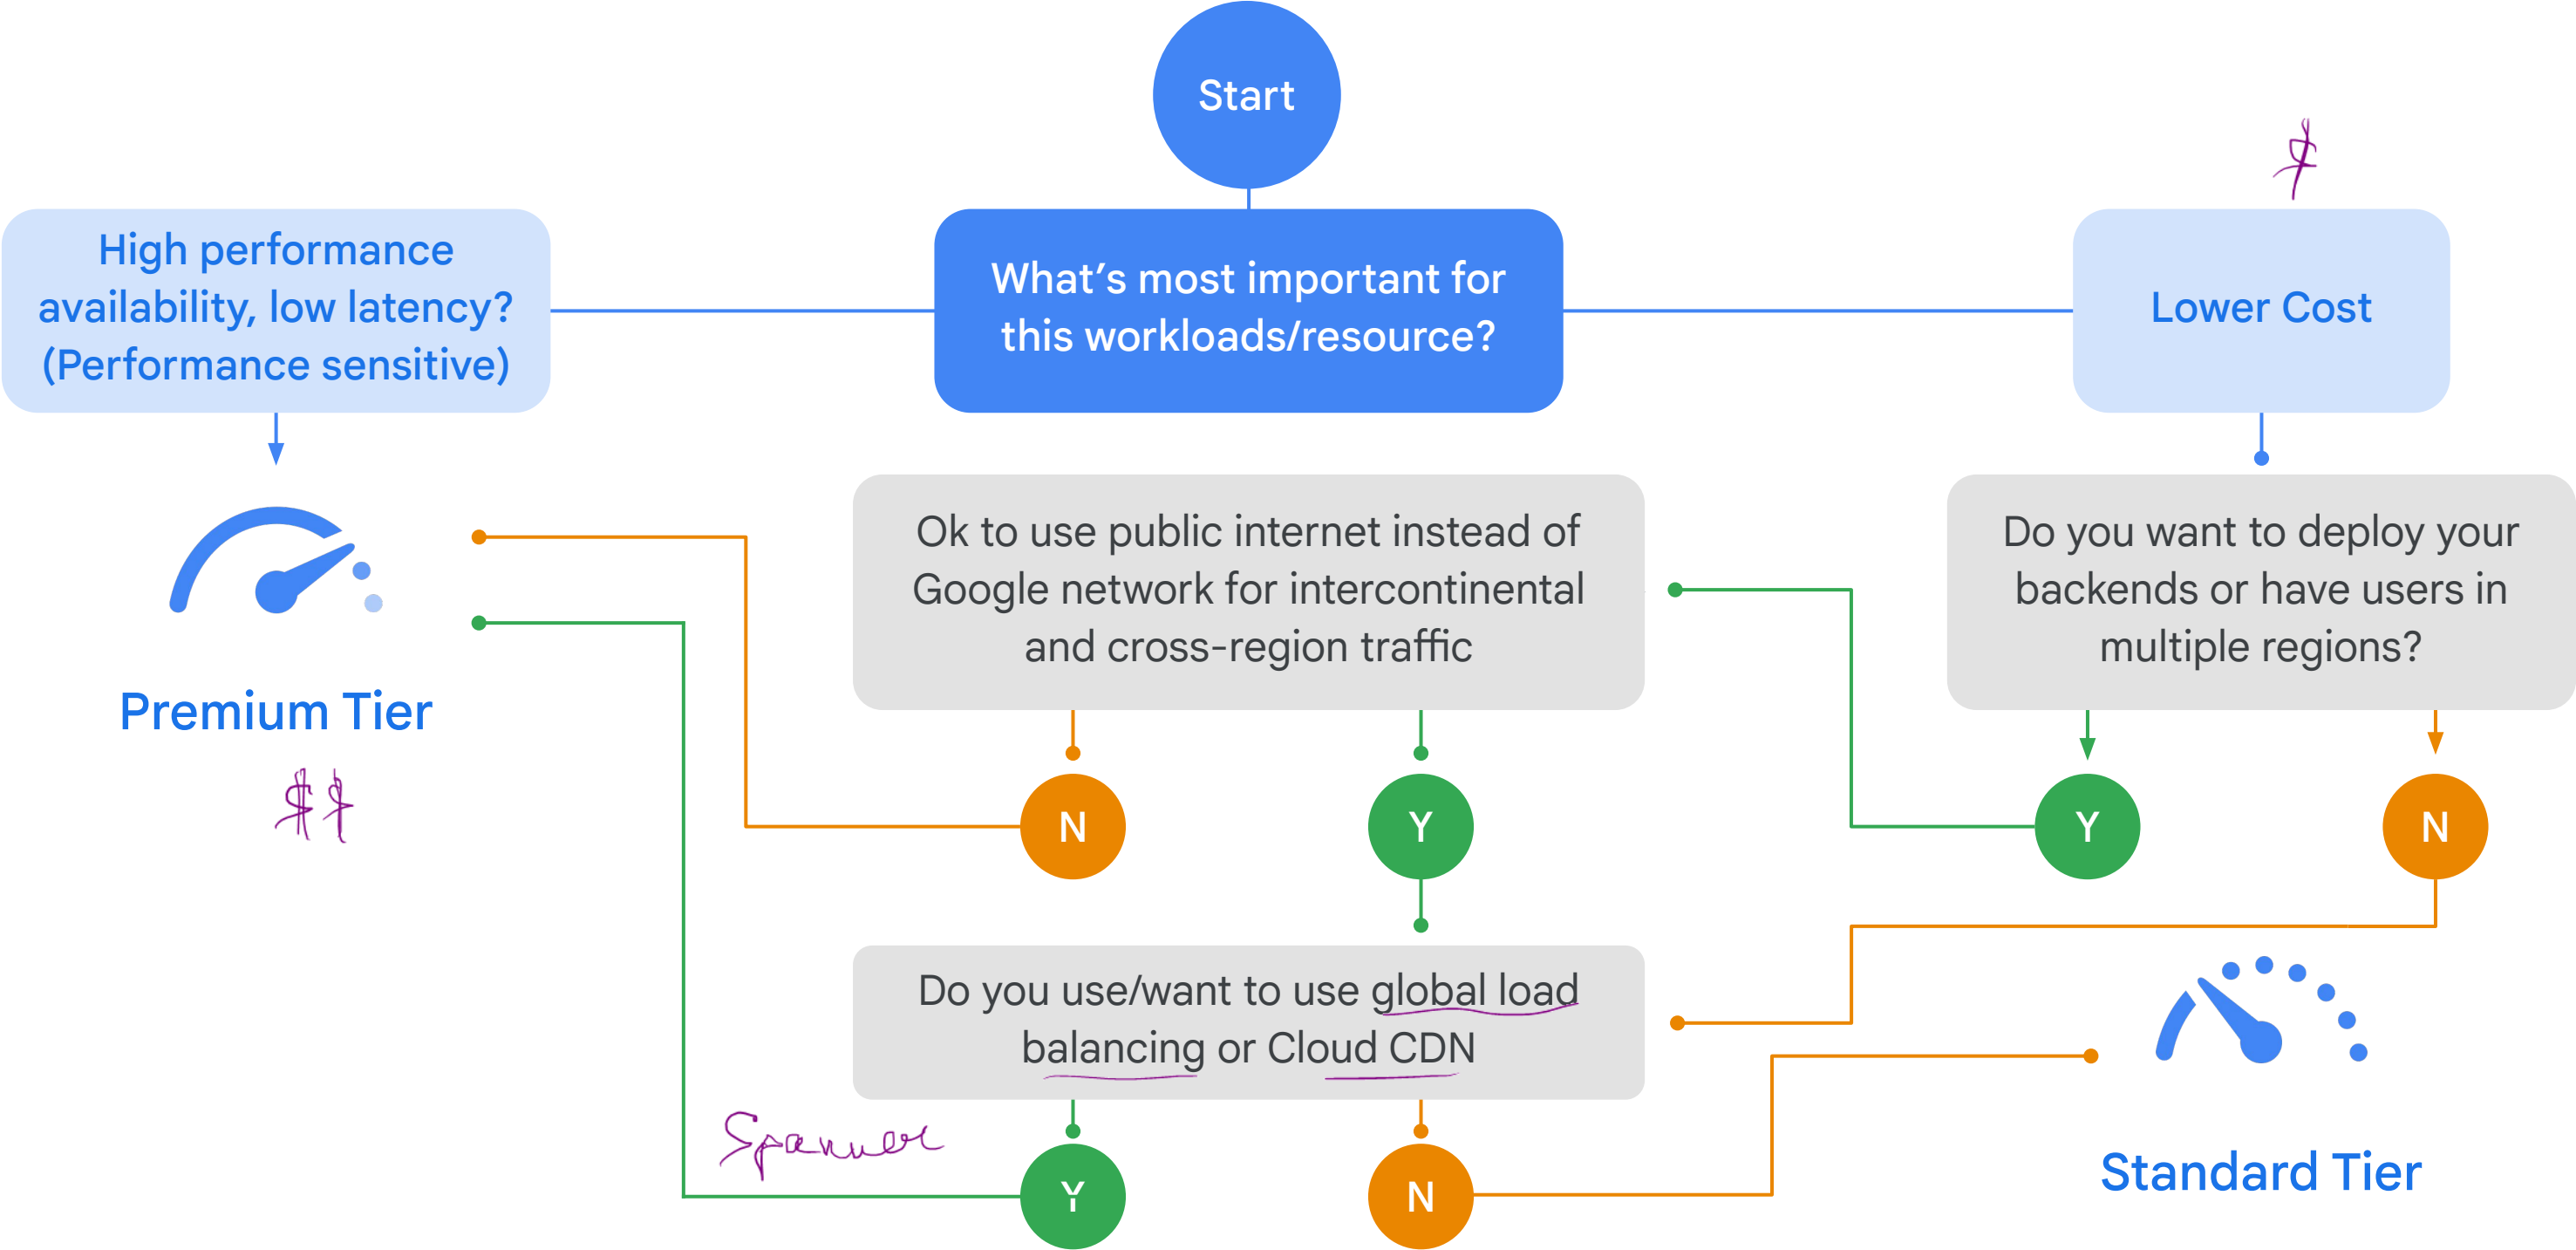 Start
$
High performance
availability, low latency?
(Performance sensitive)
What’s most important for
this workloads/resource?
Lower Cost
Ok to use public internet instead of
Google network for intercontinental
and cross-region traffic
Do you want to deploy your
backends or have users in
multiple regions?
Premium Tier
$$
N
Y
Y
N
Do you use/want to use global load
balancing or Cloud CDN
Spanner
Y
N
Standard Tier